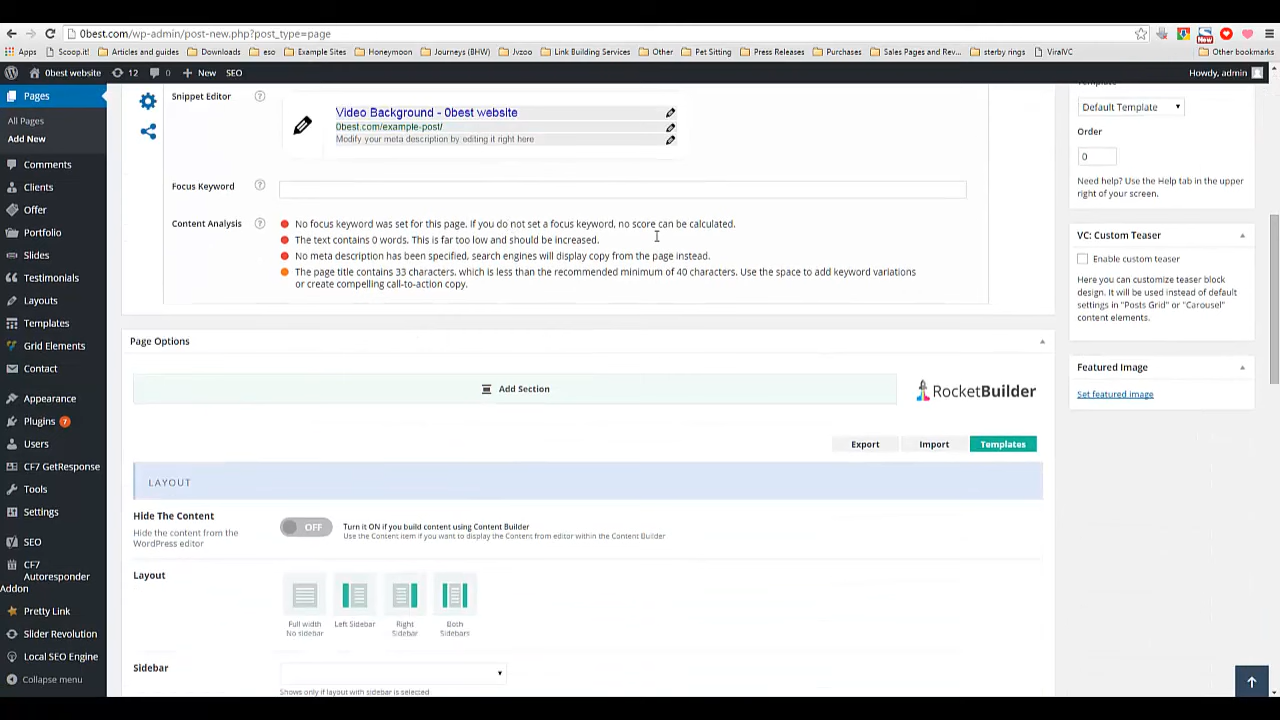 0best.com/wp-admin/post-new.php?post_type=page
Apps Scoop.it! Articles and guides Downloads eso Example Sites Honeymoon Journeys (BHW) Jvzoo Link Building Services Other Pet Sitting Press Releases Purchases Sales Pages and Rev... sterby rings ViralVC Other bookmarks
0best website 12 0 New SEO Howdy, admin
Pages
All Pages
Add New
Comments
Clients
Offer
Portfolio
Slides
Testimonials
Layouts
Templates
Grid Elements
Contact
Appearance
Plugins 7
Users
CF7 GetResponse
Tools
Settings
SEO
CF7
Autoresponder
Addon
Pretty Link
Slider Revolution
Local SEO Engine
Collapse menu
Snippet Editor
Video Background - 0best website
0best.com/example-post/
Modify your meta description by editing it right here
Focus Keyword
Content Analysis
No focus keyword was set for this page. If you do not set a focus keyword, no score can be calculated.
The text contains 0 words. This is far too low and should be increased.
No meta description has been specified, search engines will display copy from the page instead.
The page title contains 33 characters, which is less than the recommended minimum of 40 characters. Use the space to add keyword variations
or create compelling call-to-action copy.
Page Options
Add Section
RocketBuilder
Export Import Templates
LAYOUT
Hide The Content
Hide the content from the
WordPress editor
OFF
Turn it ON if you build content using Content Builder
Use the Content item if you want to display the Content from editor within the Content Builder
Layout
Full width
No sidebar
Left Sidebar
Right
Sidebar
Both
Sidebars
Sidebar
Shows only if layout with sidebar is selected
Default Template
Order
0
Need help? Use the Help tab in the upper
right of your screen.
VC: Custom Teaser
Enable custom teaser
Here you can customize teaser block
design. It will be used instead of default
settings in "Posts Grid" or "Carousel"
content elements.
Featured Image
Set featured image